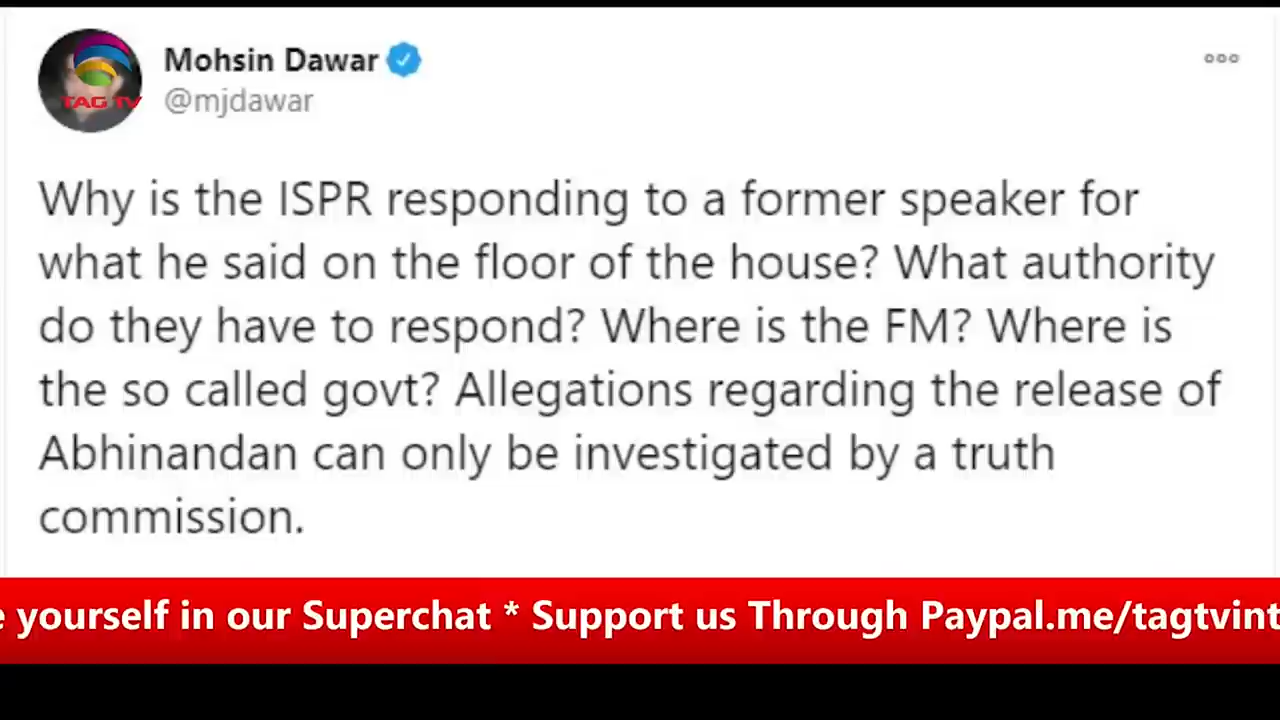 Mohsin Dawar
TAG TV
@mjdawar
Why is the ISPR responding to a former speaker for
what he said on the floor of the house? What authority
do they have to respond? Where is the FM? Where is
the so called govt? Allegations regarding the release of
Abhinandan can only be investigated by a truth
commission.
yourself in our Superchat * Support us Through Paypal.me/tagtvint